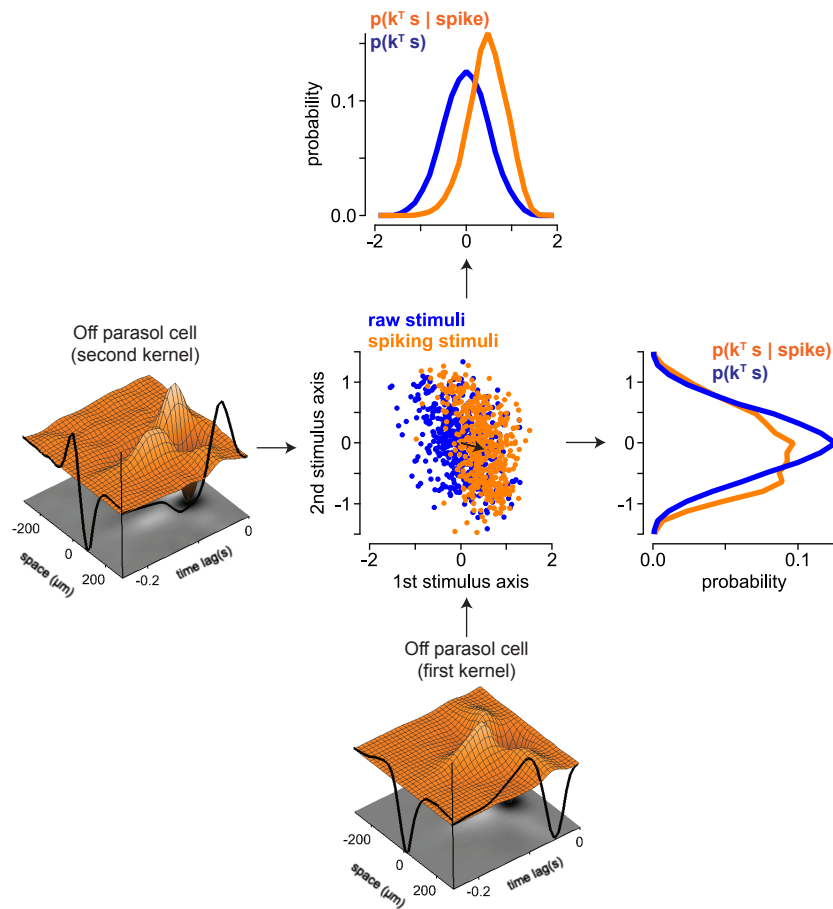 p(kᵀ s | spike)
p(kᵀ s)
probability
0.1
0.0
-2
0
2
Off parasol cell
(second kernel)
-200
0
200
space (µm)
-0.2
0
time lag(s)
raw stimuli
spiking stimuli
2nd stimulus axis
1
0
-1
-2
0
2
1st stimulus axis
p(kᵀ s | spike)
p(kᵀ s)
1
0
-1
0.0
0.1
probability
Off parasol cell
(first kernel)
-200
0
200
space (µm)
-0.2
0
time lag(s)